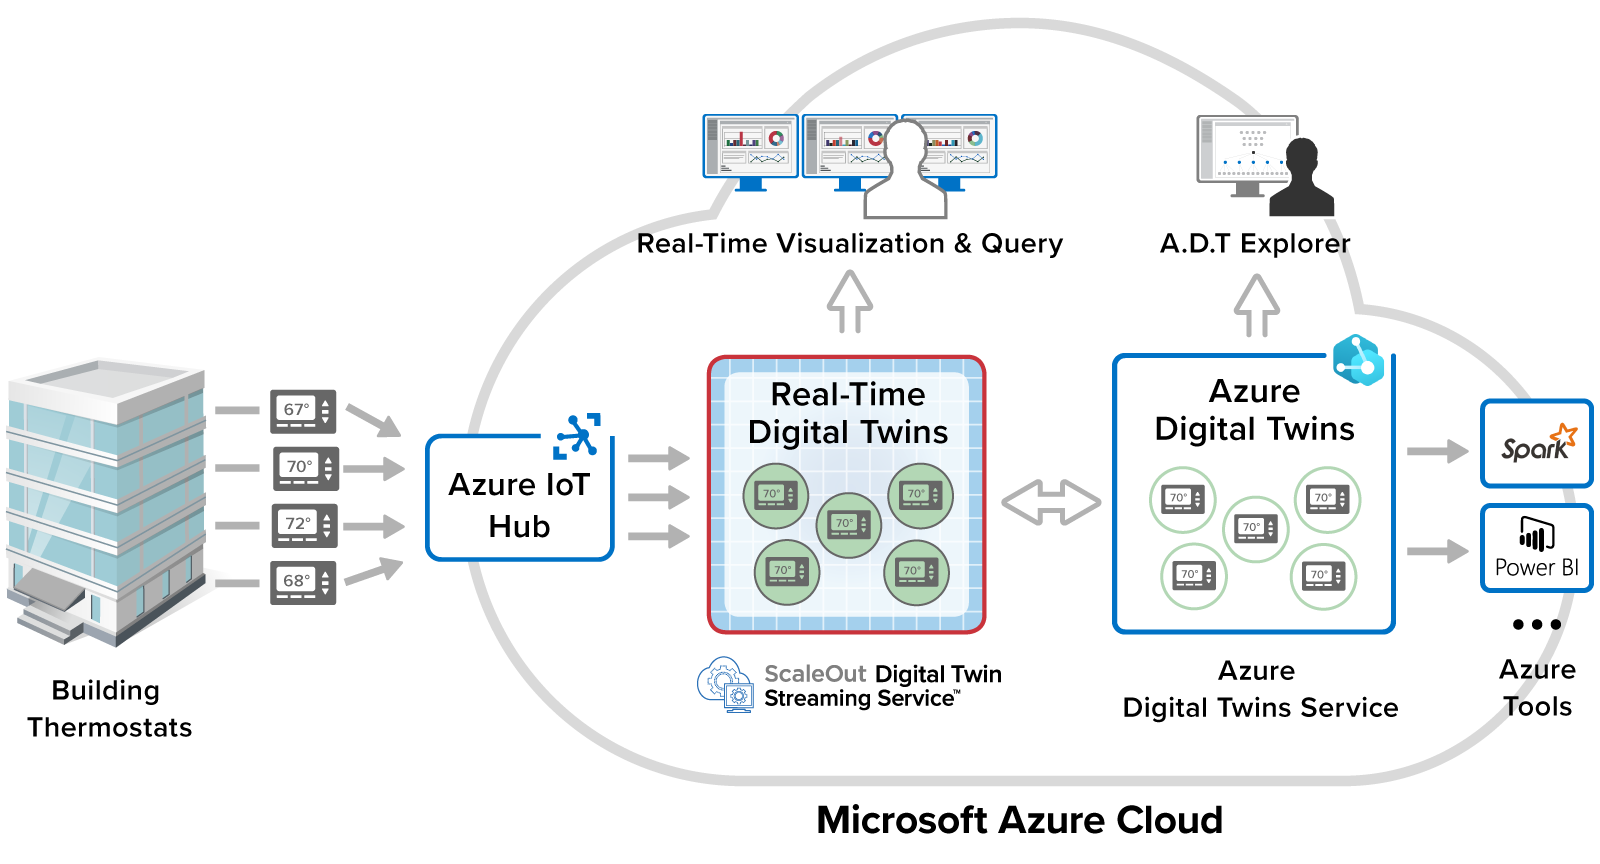 Real-Time Visualization & Query
A.D.T Explorer
67°
70°
72°
68°
Building
Thermostats
Azure IoT
Hub
Real-Time
Digital Twins
70°
70°
70°
70°
70°
ScaleOut Digital Twin
Streaming Service™
Azure
Digital Twins
70°
70°
70°
70°
70°
Azure
Digital Twins Service
Spark
Power BI
Azure
Tools
Microsoft Azure Cloud